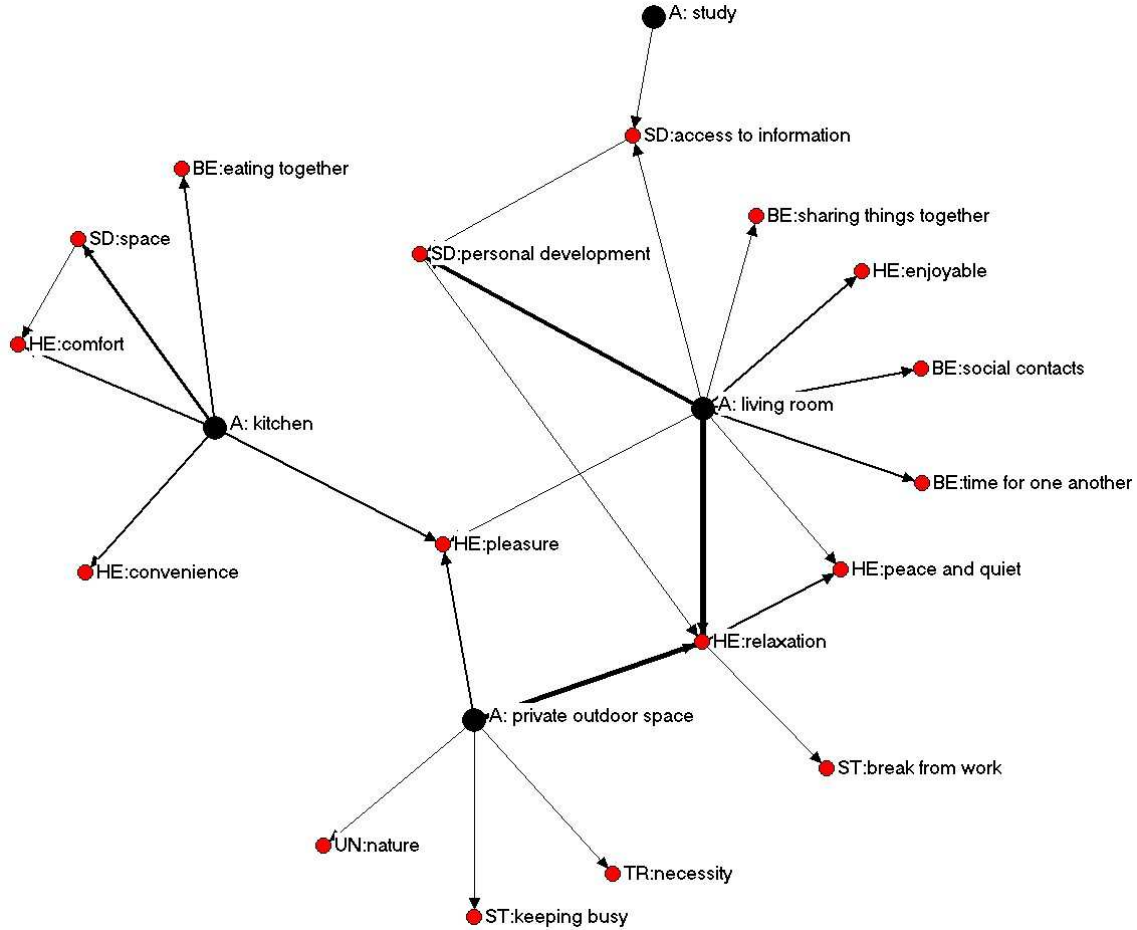 A: study
SD:access to information
BE:eating together
BE:sharing things together
SD:space
SD:personal development
HE:enjoyable
HE:comfort
BE:social contacts
A: living room
A: kitchen
BE:time for one another
HE:pleasure
HE:convenience
HE:peace and quiet
HE:relaxation
A: private outdoor space
ST:break from work
UN:nature
TR:necessity
ST:keeping busy